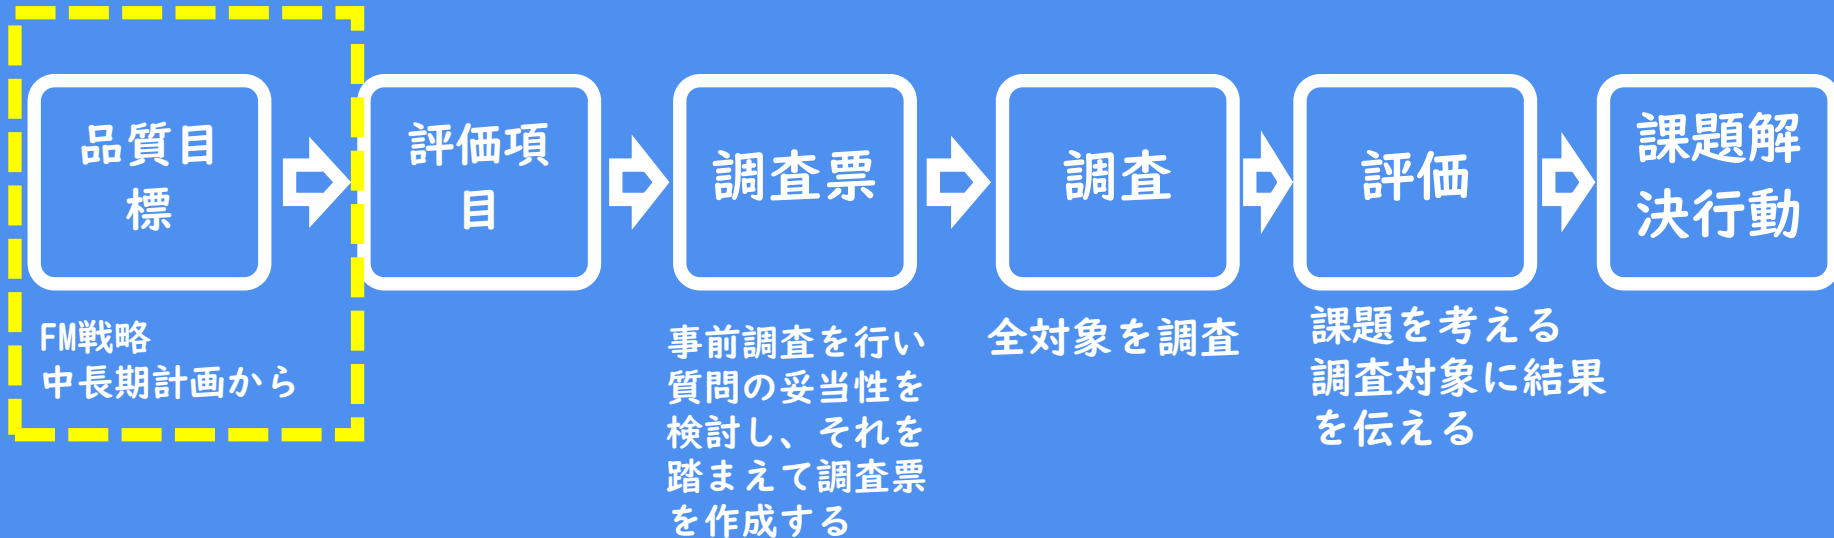 品質目
標
評価項
目
調査票
調査
評価
課題解
決行動
FM戦略
中長期計画から
事前調査を行い
質問の妥当性を
検討し、それを
踏まえて調査票
を作成する
全対象を調査
課題を考える
調査対象に結果
を伝える